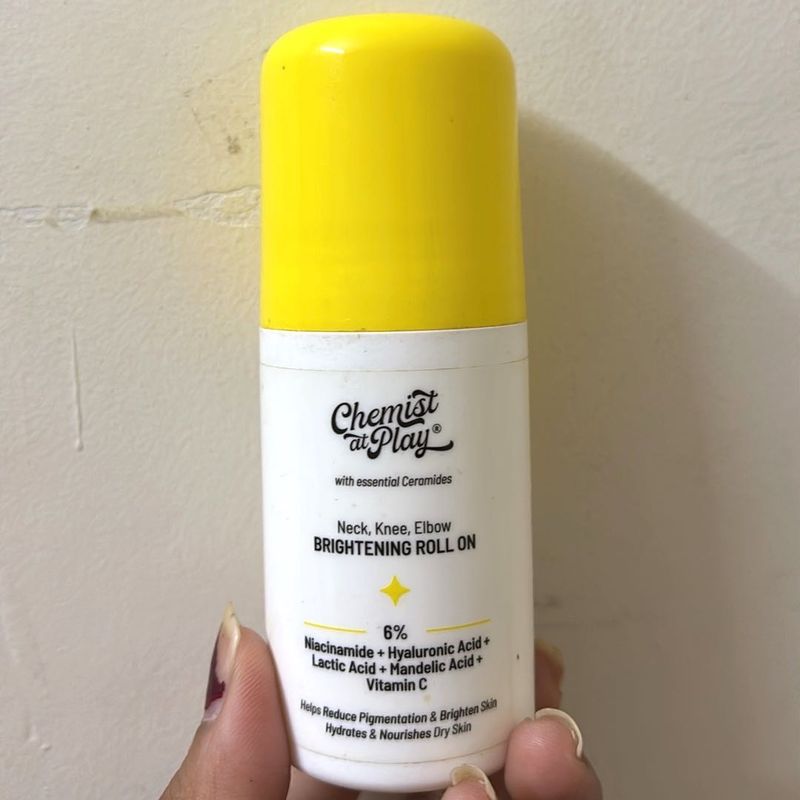 Chemist
at Play®
with essential Ceramides
Neck, Knee, Elbow
BRIGHTENING ROLL ON
6%
Niacinamide + Hyaluronic Acid +
Lactic Acid + Mandelic Acid +
Vitamin C
Helps Reduce Pigmentation & Brighten Skin
Hydrates & Nourishes Dry Skin